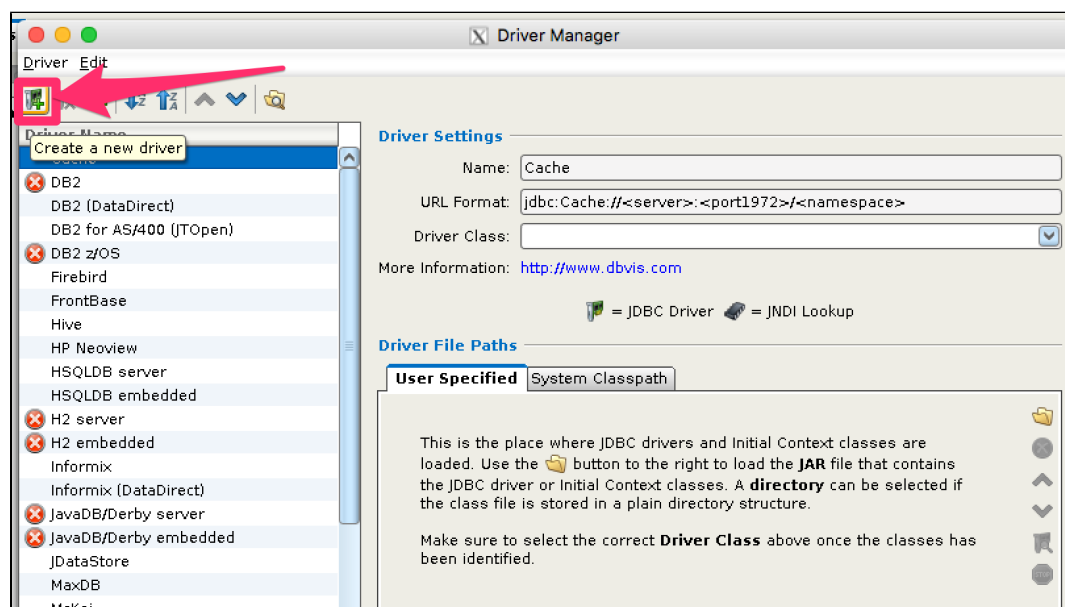 Driver Manager
Driver Edit
Driver Name
Create a new driver
Cache
DB2
DB2 (DataDirect)
DB2 for AS/400 (JTOpen)
DB2 z/OS
Firebird
FrontBase
Hive
HP Neoview
HSQLDB server
HSQLDB embedded
H2 server
H2 embedded
Informix
Informix (DataDirect)
JavaDB/Derby server
JavaDB/Derby embedded
JDataStore
MaxDB
Driver Settings
Name: Cache
URL Format: jdbc:Cache://<server>:<port1972>/<namespace>
Driver Class:
More Information: http://www.dbvis.com
= JDBC Driver = JNDI Lookup
Driver File Paths
User Specified System Classpath
This is the place where JDBC drivers and Initial Context classes are
loaded. Use the button to the right to load the JAR file that contains
the JDBC driver or Initial Context classes. A directory can be selected if
the class file is stored in a plain directory structure.
Make sure to select the correct Driver Class above once the classes has
been identified.
STOP